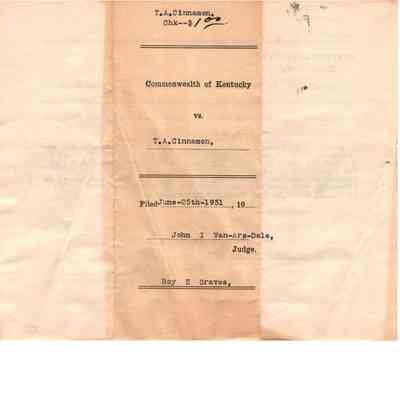 T.A.Cinnamon,
Chk--$1.00
Commonwealth of Kentucky
vs.
T.A.Cinnamon,
Filed June-25th-1931 , 19
John I Van-Ars-Dale,
Judge.
Roy E Graves,